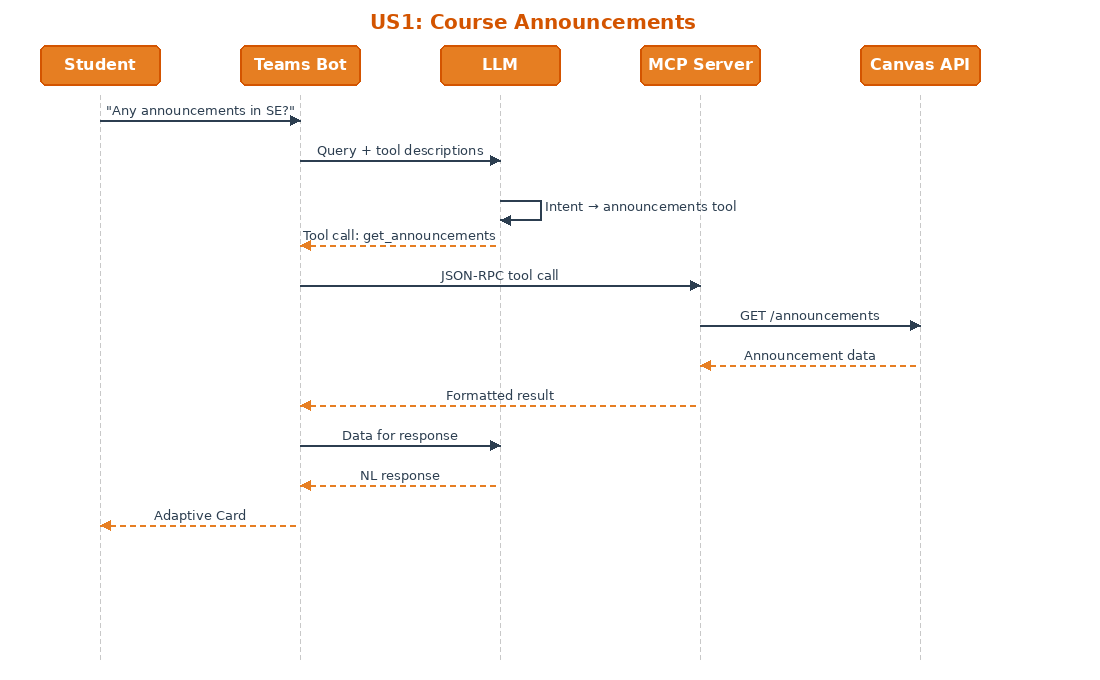 US1: Course Announcements
Student
Teams Bot
LLM
MCP Server
Canvas API
"Any announcements in SE?"
Query + tool descriptions
Intent → announcements tool
Tool call: get_announcements
JSON-RPC tool call
GET /announcements
Announcement data
Formatted result
Data for response
NL response
Adaptive Card